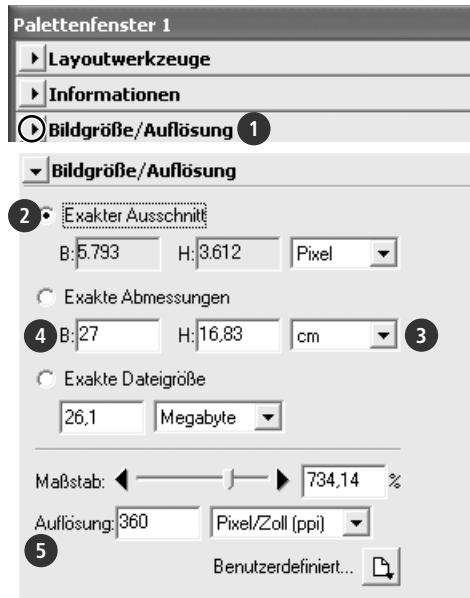 Palettenfenster 1
Layoutwerkzeuge
Informationen
Bildgröße/Auflösung 1
Bildgröße/Auflösung
2 Exakter Ausschnitt
B: 5.793 H: 3.612 Pixel
Exakte Abmessungen
4 B: 27 H: 16,83 cm 3
Exakte Dateigröße
26,1 Megabyte
Maßstab: 734,14 %
Auflösung: 360 Pixel/Zoll (ppi)
5
Benutzerdefiniert...